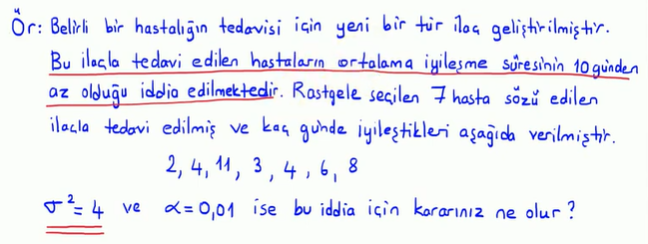 Ör: Belirli bir hastalığın tedavisi için yeni bir tür ilaç geliştirilmiştir.
Bu ilaçla tedavi edilen hastaların ortalama iyileşme süresinin 10 günden
az olduğu iddia edilmektedir. Rastgele seçilen 7 hasta sözü edilen
ilaçla tedavi edilmiş ve kaç günde iyileştikleri aşağıda verilmiştir.
2, 4, 11, 3, 4, 6, 8
σ² = 4 ve α = 0,01 ise bu iddia için kararınız ne olur?